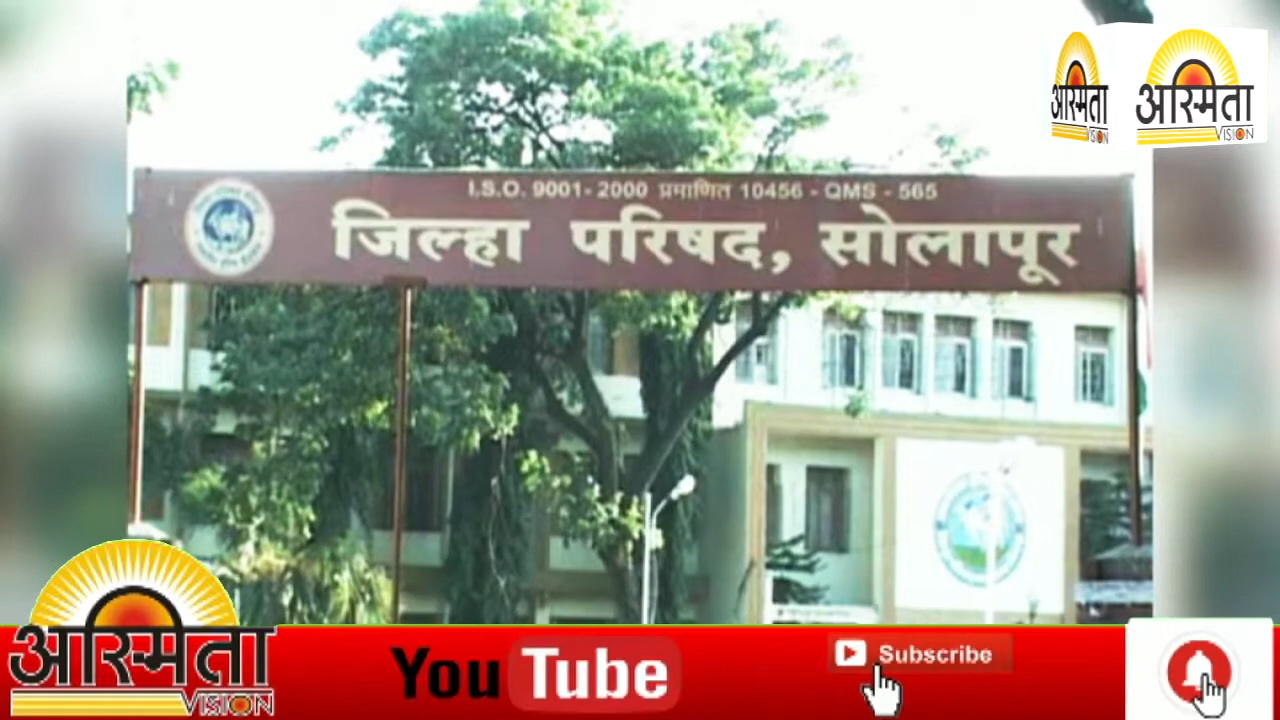 अस्मिता
VISION
अस्मिता
VISION
I.S.O. 9001- 2000 प्रमाणित 10456 - QMS - 565
जिल्हा परिषद, सोलापूर
अस्मिता
VISION
You Tube
Subscribe